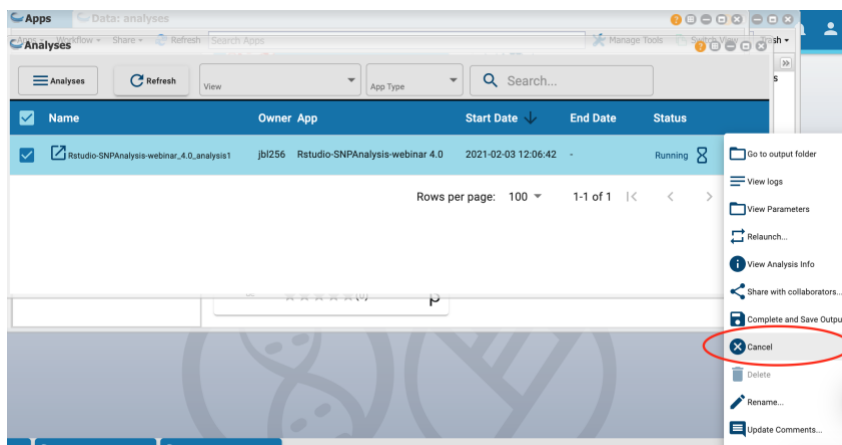 Apps
Data: analyses
Apps
Workflow
Share
Refresh
Search Apps
Manage Tools
Switch View
Trash
Analyses
Analyses
Refresh
View
App Type
Search...
Name
Owner
App
Start Date
End Date
Status
Rstudio-SNPAnalysis-webinar_4.0_analysis1
jbl256
Rstudio-SNPAnalysis-webinar 4.0
2021-02-03 12:06:42
-
Running
Rows per page: 100
1-1 of 1
Go to output folder
View logs
View Parameters
Relaunch...
View Analysis Info
Share with collaborators...
Complete and Save Outpu
Cancel
Delete
Rename...
Update Comments...
(0)